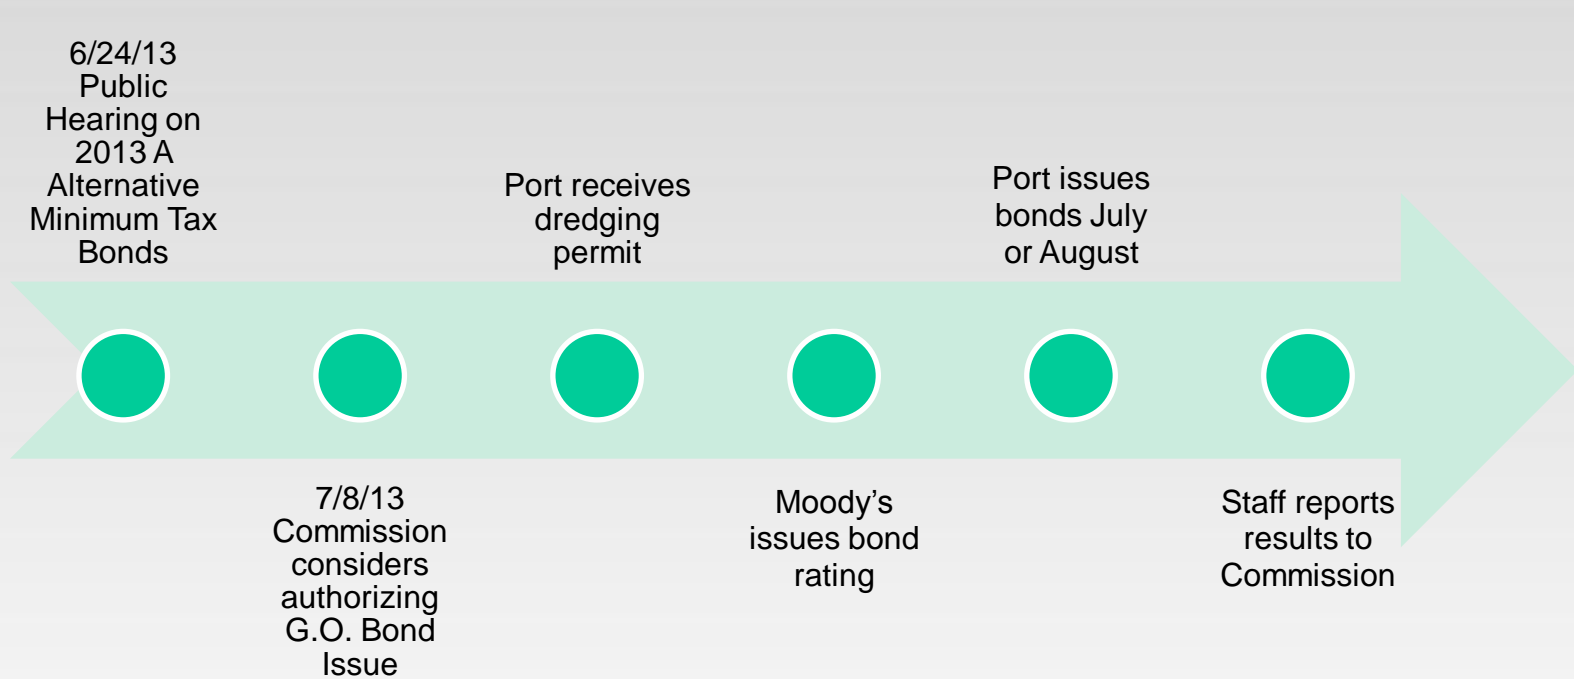 6/24/13
Public
Hearing on
2013 A
Alternative
Minimum Tax
Bonds
7/8/13
Commission
considers
authorizing
G.O. Bond
Issue
Port receives
dredging
permit
Moody’s
issues bond
rating
Port issues
bonds July
or August
Staff reports
results to
Commission